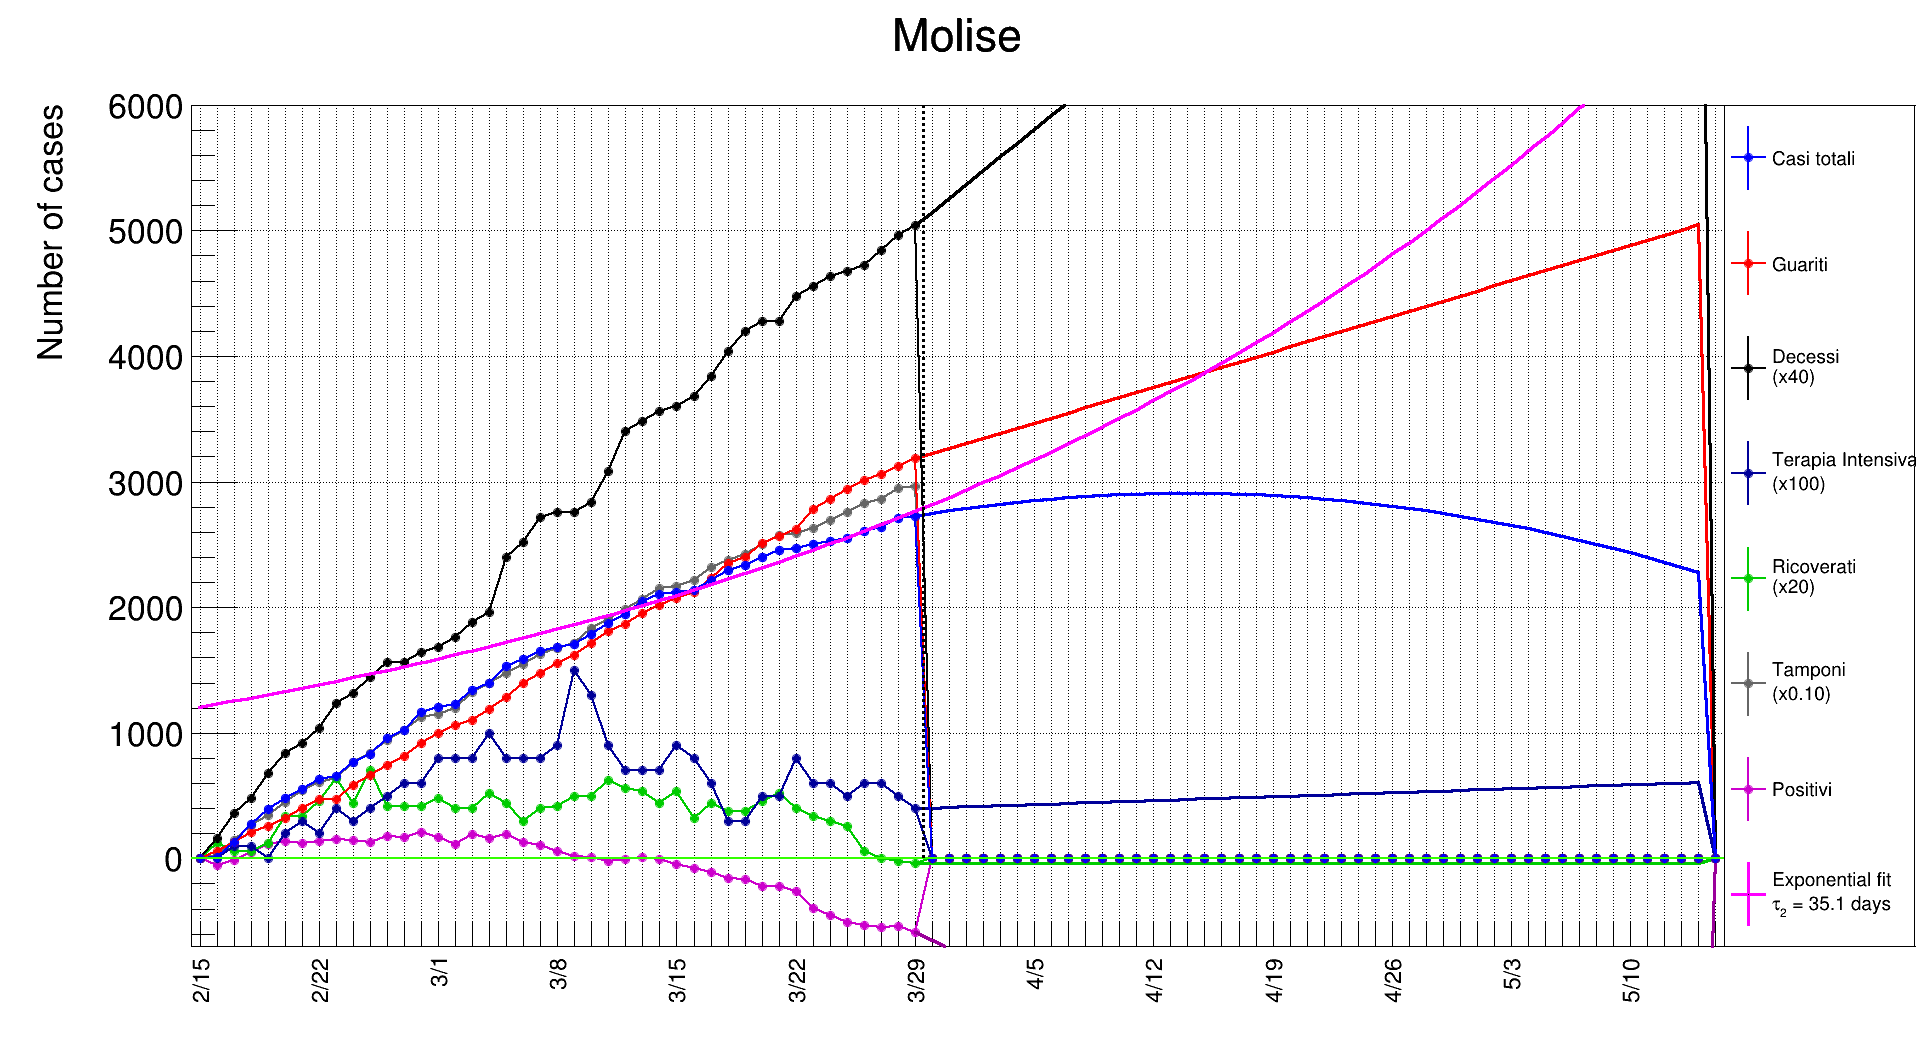 Molise
Number of cases
6000
5000
4000
3000
2000
1000
0
2/15
2/22
3/1
3/8
3/15
3/22
3/29
4/5
4/12
4/19
4/26
5/3
5/10
Casi totali
Guariti
Decessi
(x40)
Terapia Intensiva
(x100)
Ricoverati
(x20)
Tamponi
(x0.10)
Positivi
Exponential fit
τ2 = 35.1 days